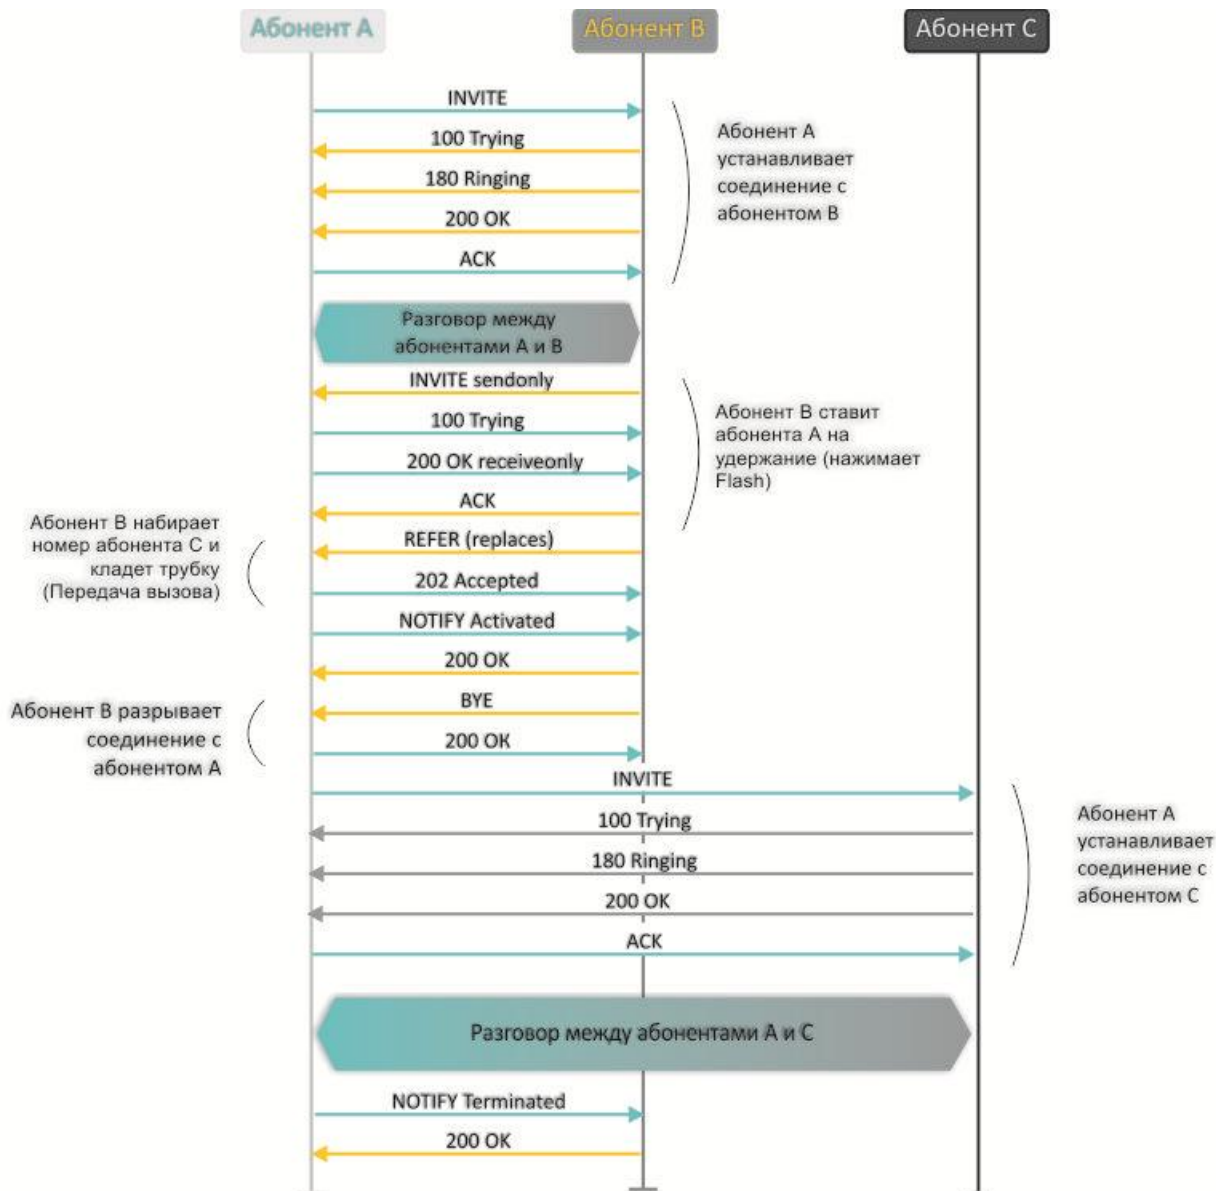 Абонент A
Абонент B
Абонент C
INVITE
100 Trying
180 Ringing
200 OK
ACK
Абонент A
устанавливает
соединение с
абонентом B
Разговор между
абонентами A и B
INVITE sendonly
100 Trying
200 OK receiveonly
ACK
Абонент B ставит
абонента A на
удержание (нажимает
Flash)
REFER (replaces)
202 Accepted
Абонент B набирает
номер абонента C и
кладет трубку
(Передача вызова)
NOTIFY Activated
200 OK
BYE
200 OK
Абонент B разрывает
соединение с
абонентом A
INVITE
100 Trying
180 Ringing
200 OK
ACK
Абонент A
устанавливает
соединение с
абонентом C
Разговор между абонентами A и C
NOTIFY Terminated
200 OK